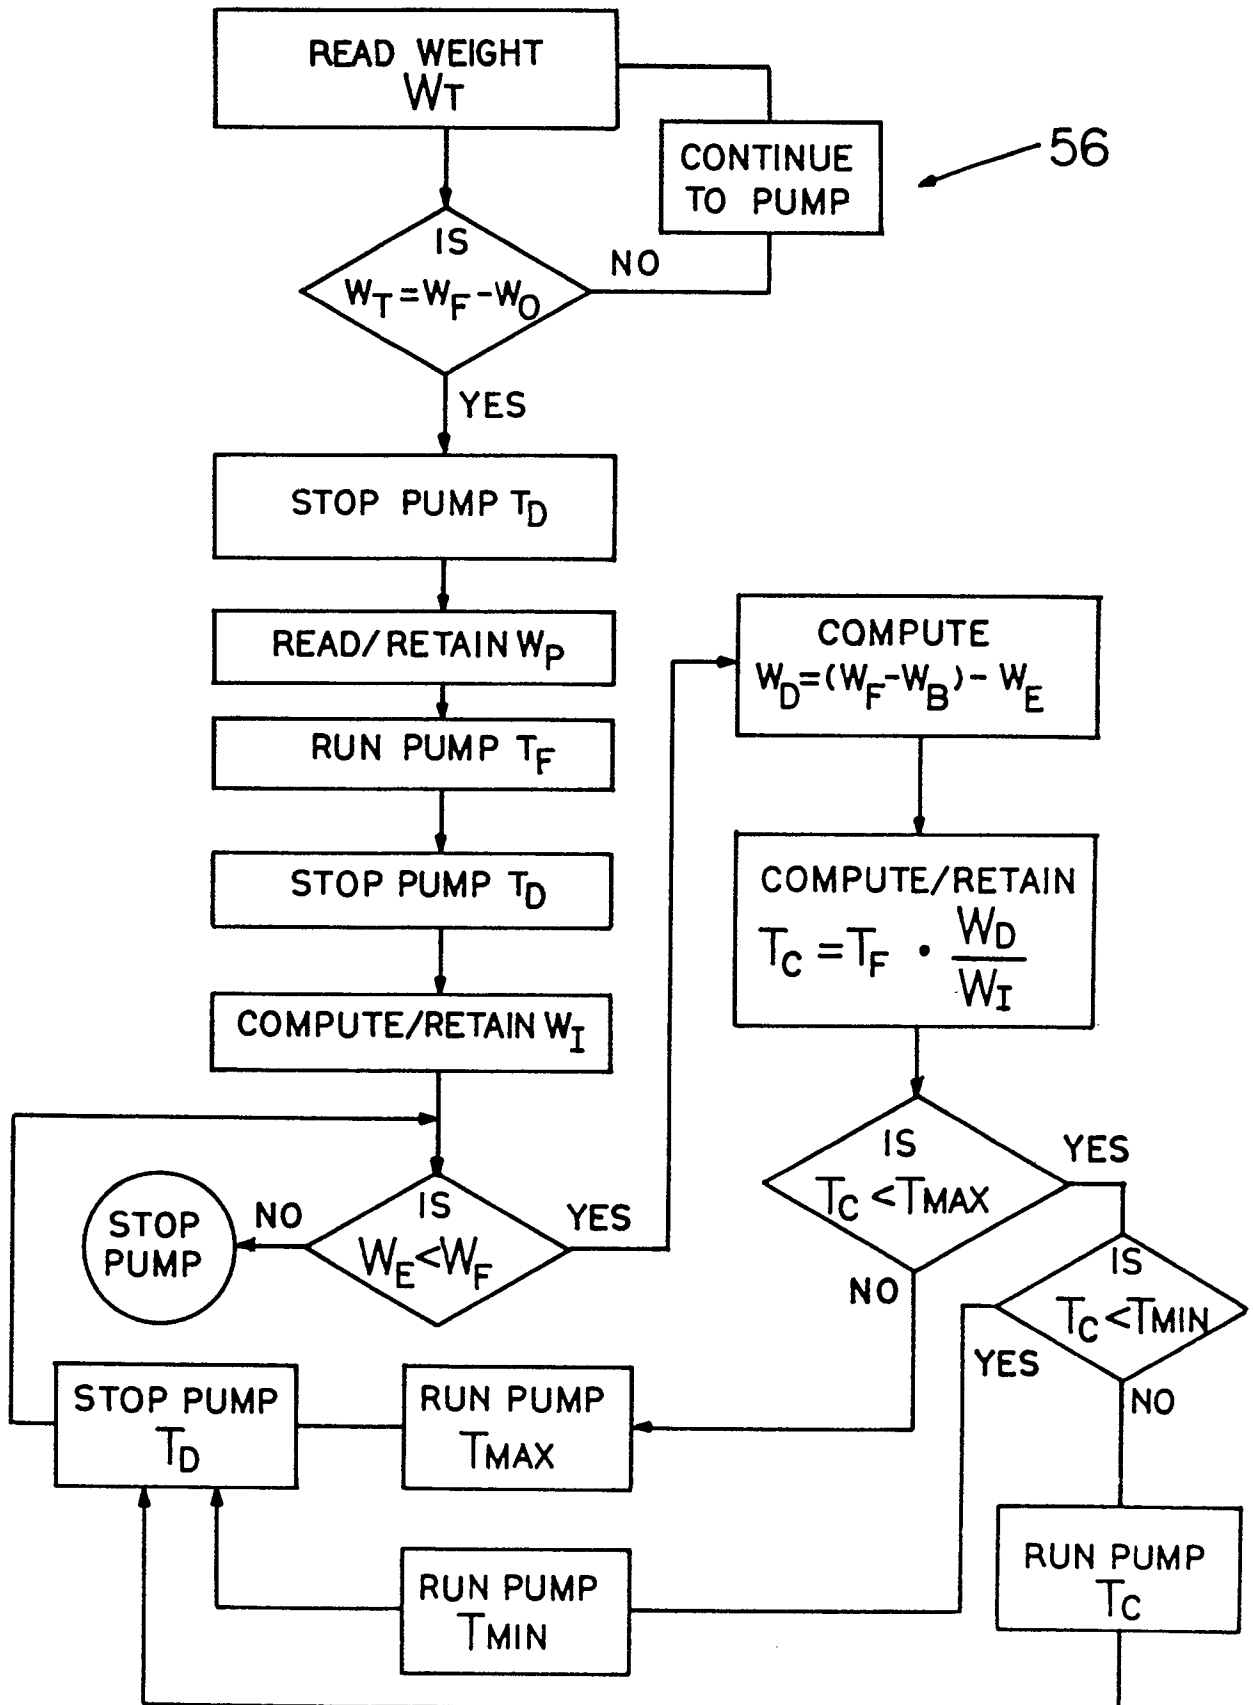 READ WEIGHT
WT
CONTINUE
TO PUMP
56
IS
WT=WF-WO
NO
YES
STOP PUMP TD
READ/RETAIN WP
RUN PUMP TF
STOP PUMP TD
COMPUTE/RETAIN WI
IS
WE<WF
NO
STOP
PUMP
YES
COMPUTE
WD=(WF-WB)-WE
COMPUTE/RETAIN
TC=TF · WD/WI
IS
TC<TMAX
YES
NO
IS
TC<TMIN
YES
NO
STOP PUMP
TD
RUN PUMP
TMAX
RUN PUMP
TMIN
RUN PUMP
TC